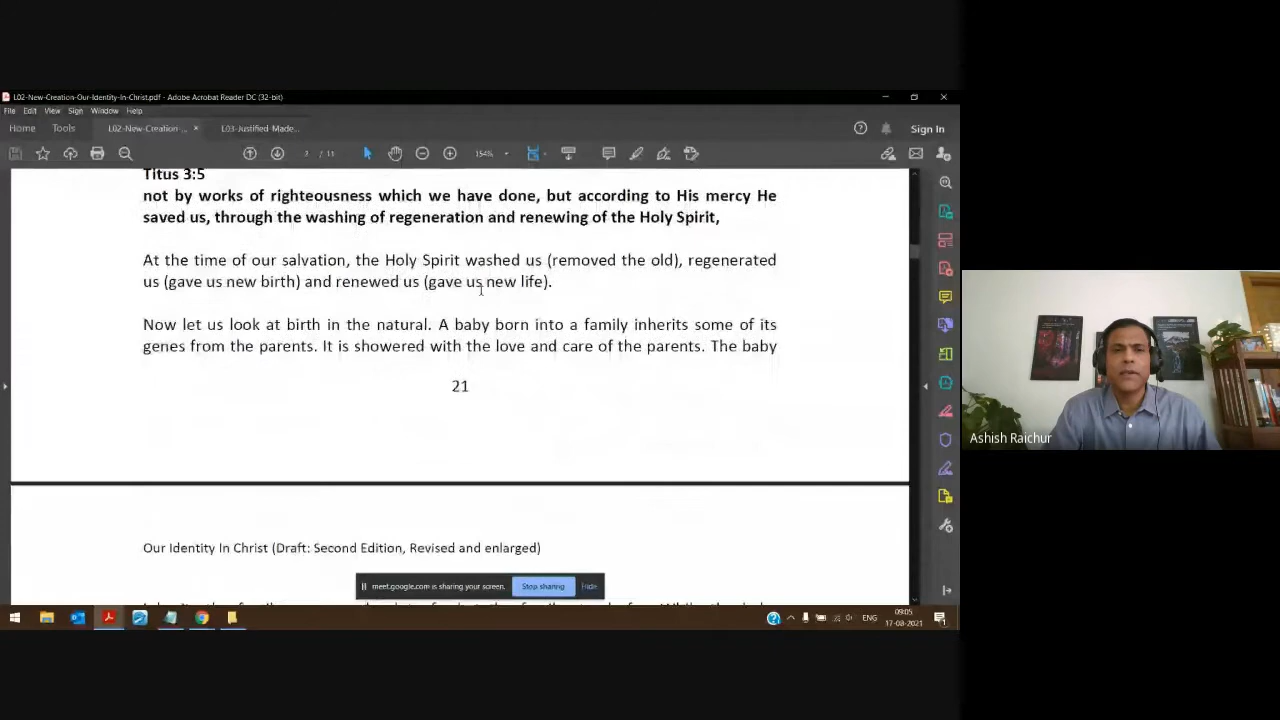 L02-New-Creation-Our-Identity-In-Christ.pdf - Adobe Acrobat Reader DC (32-bit)
File Edit View Sign Window Help
Home Tools L02-New-Creation ... × L03-Justified-Made...
Sign In
2 / 11 154%
Titus 3:5
not by works of righteousness which we have done, but according to His mercy He
saved us, through the washing of regeneration and renewing of the Holy Spirit,
At the time of our salvation, the Holy Spirit washed us (removed the old), regenerated
us (gave us new birth) and renewed us (gave us new life).
Now let us look at birth in the natural. A baby born into a family inherits some of its
genes from the parents. It is showered with the love and care of the parents. The baby
21
Ashish Raichur
Our Identity In Christ (Draft: Second Edition, Revised and enlarged)
meet.google.com is sharing your screen. Stop sharing Hide
ENG
09:05
17-08-2021